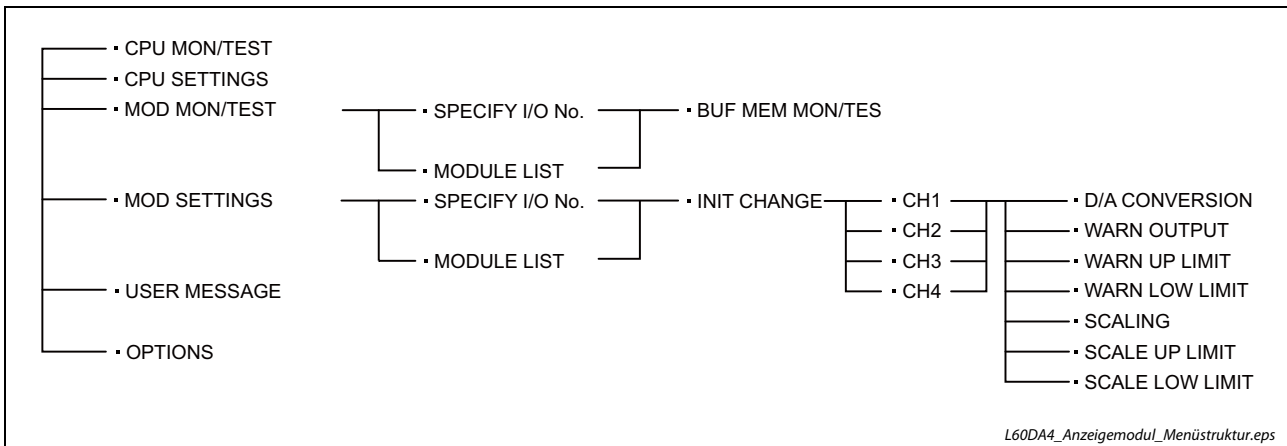 ▪ CPU MON/TEST
▪ CPU SETTINGS
▪ MOD MON/TEST ▪ SPECIFY I/O No. ▪ BUF MEM MON/TES
▪ MODULE LIST
▪ MOD SETTINGS ▪ SPECIFY I/O No. ▪ INIT CHANGE ▪ CH1 ▪ D/A CONVERSION
▪ CH2 ▪ WARN OUTPUT
▪ MODULE LIST ▪ CH3 ▪ WARN UP LIMIT
▪ USER MESSAGE ▪ CH4 ▪ WARN LOW LIMIT
▪ SCALING
▪ OPTIONS ▪ SCALE UP LIMIT
▪ SCALE LOW LIMIT
L60DA4_Anzeigemodul_Menüstruktur.eps